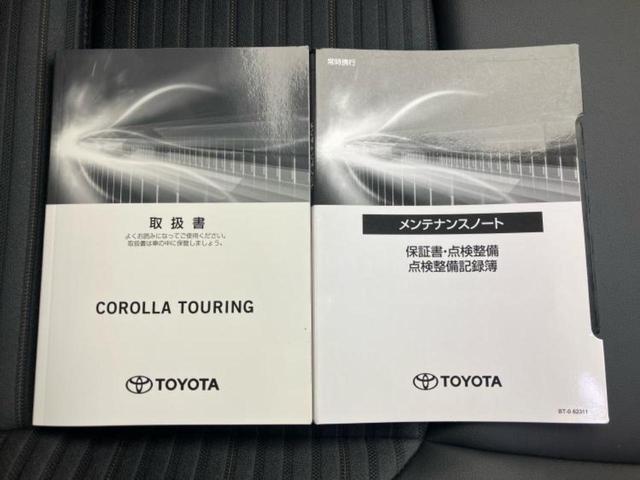 取扱書
よくお読みになってご使用ください。
取扱書は車の中に保管しましょう。
COROLLA TOURING
TOYOTA
常時携行
メンテナンスノート
保証書・点検整備
点検整備記録簿
TOYOTA
BT-0 62311